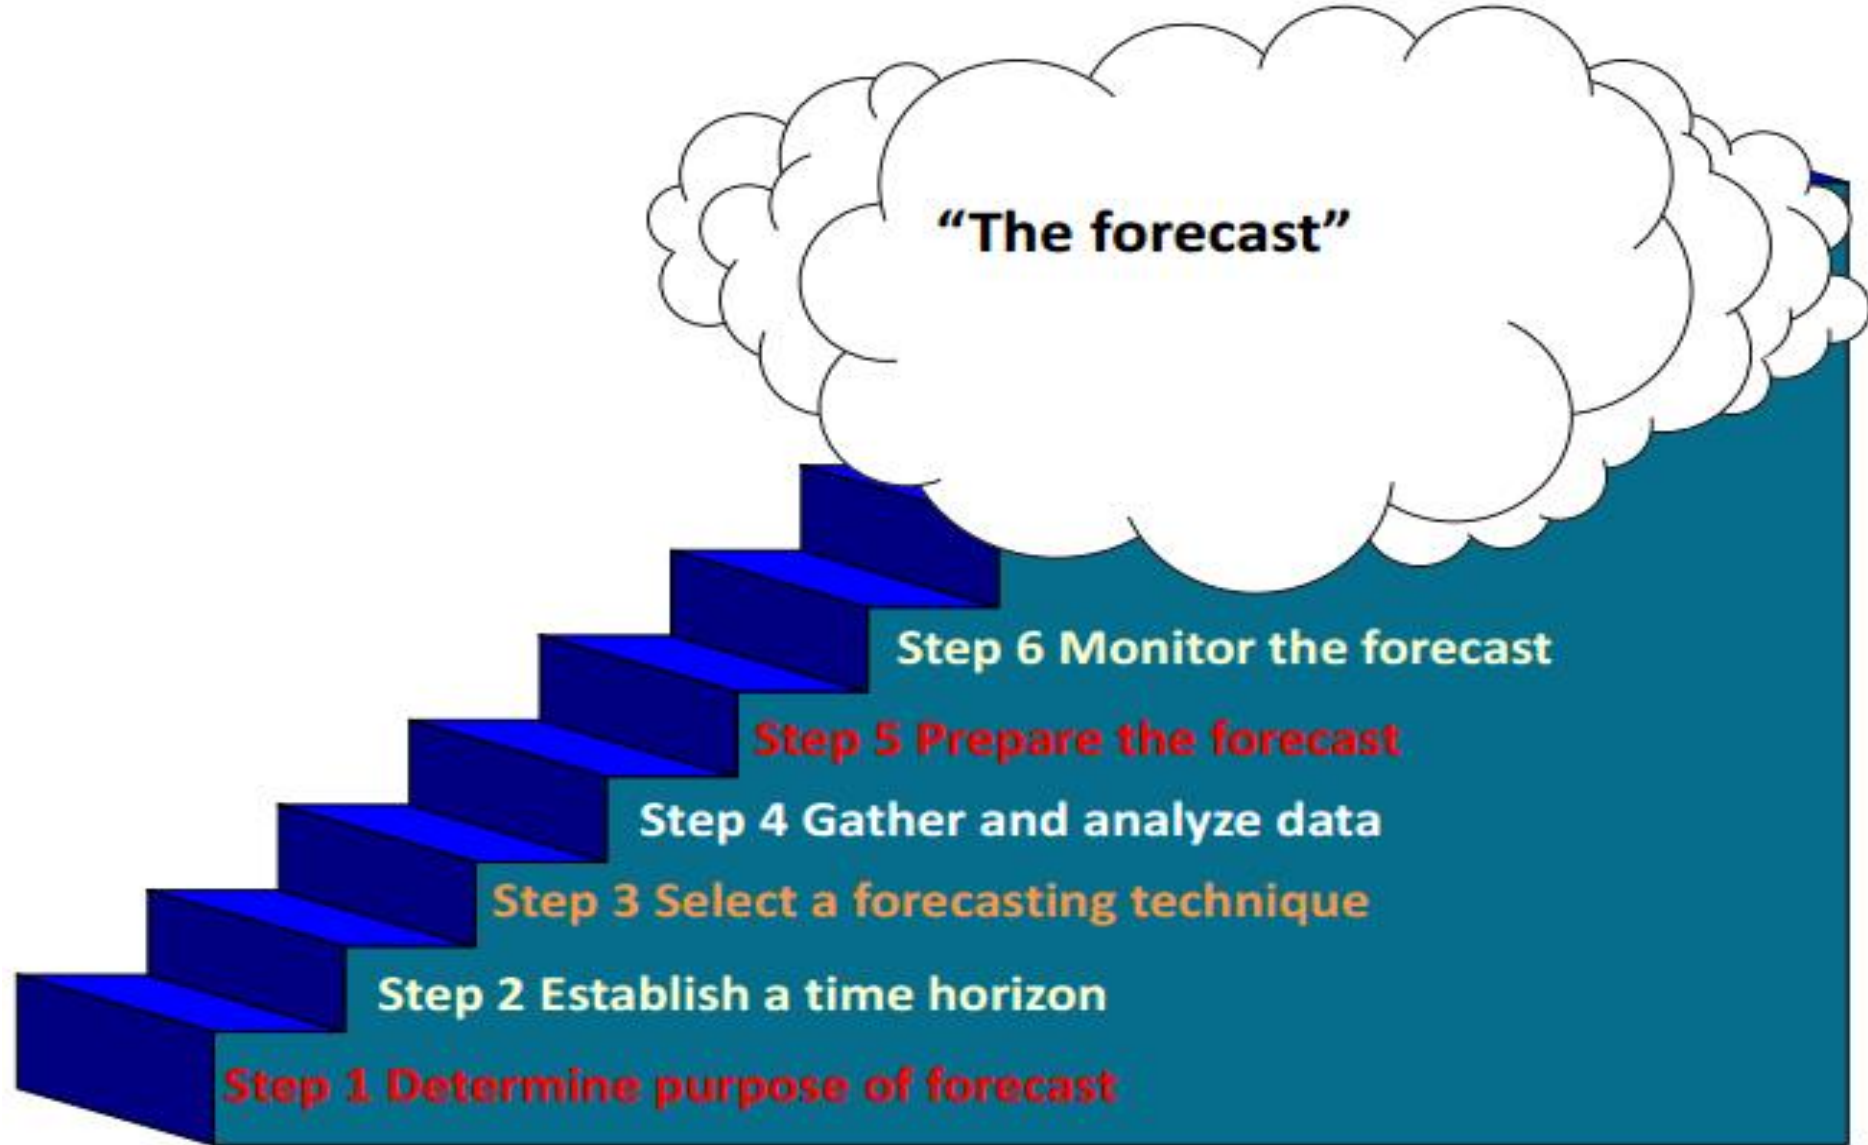 “The forecast”
Step 6 Monitor the forecast
Step 5 Prepare the forecast
Step 4 Gather and analyze data
Step 3 Select a forecasting technique
Step 2 Establish a time horizon
Step 1 Determine purpose of forecast